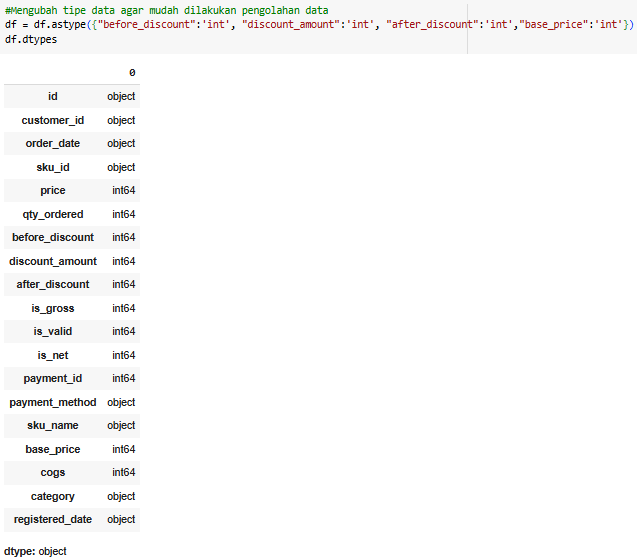 #Mengubah tipe data agar mudah dilakukan pengolahan data
df = df.astype({"before_discount":'int', "discount_amount":'int', "after_discount":'int',"base_price":'int'})
df.dtypes
0
id object
customer_id object
order_date object
sku_id object
price int64
qty_ordered int64
before_discount int64
discount_amount int64
after_discount int64
is_gross int64
is_valid int64
is_net int64
payment_id int64
payment_method object
sku_name object
base_price int64
cogs int64
category object
registered_date object
dtype: object